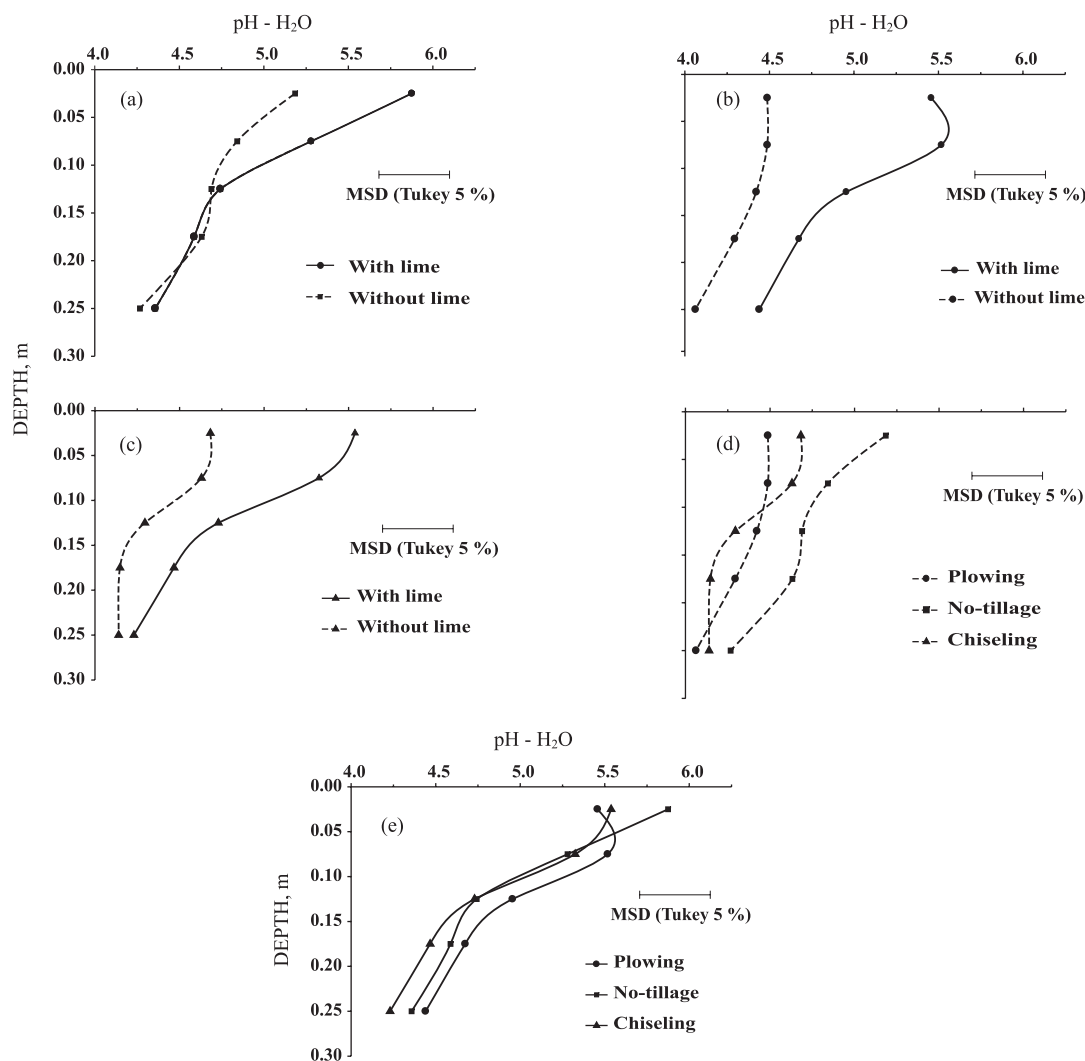 pH - H₂O
4.0 4.5 5.0 5.5 6.0
4.0 4.5 5.0 5.5 6.0
DEPTH, m
0.00
0.05
0.10
0.15
0.20
0.25
0.30
(a)
MSD (Tukey 5 %)
With lime
Without lime
(b)
MSD (Tukey 5 %)
With lime
Without lime
0.00
0.05
0.10
0.15
0.20
0.25
0.30
(c)
MSD (Tukey 5 %)
With lime
Without lime
(d)
MSD (Tukey 5 %)
Plowing
No-tillage
Chiseling
pH - H₂O
4.0 4.5 5.0 5.5 6.0
DEPTH, m
0.00
0.05
0.10
0.15
0.20
0.25
0.30
(e)
MSD (Tukey 5 %)
Plowing
No-tillage
Chiseling